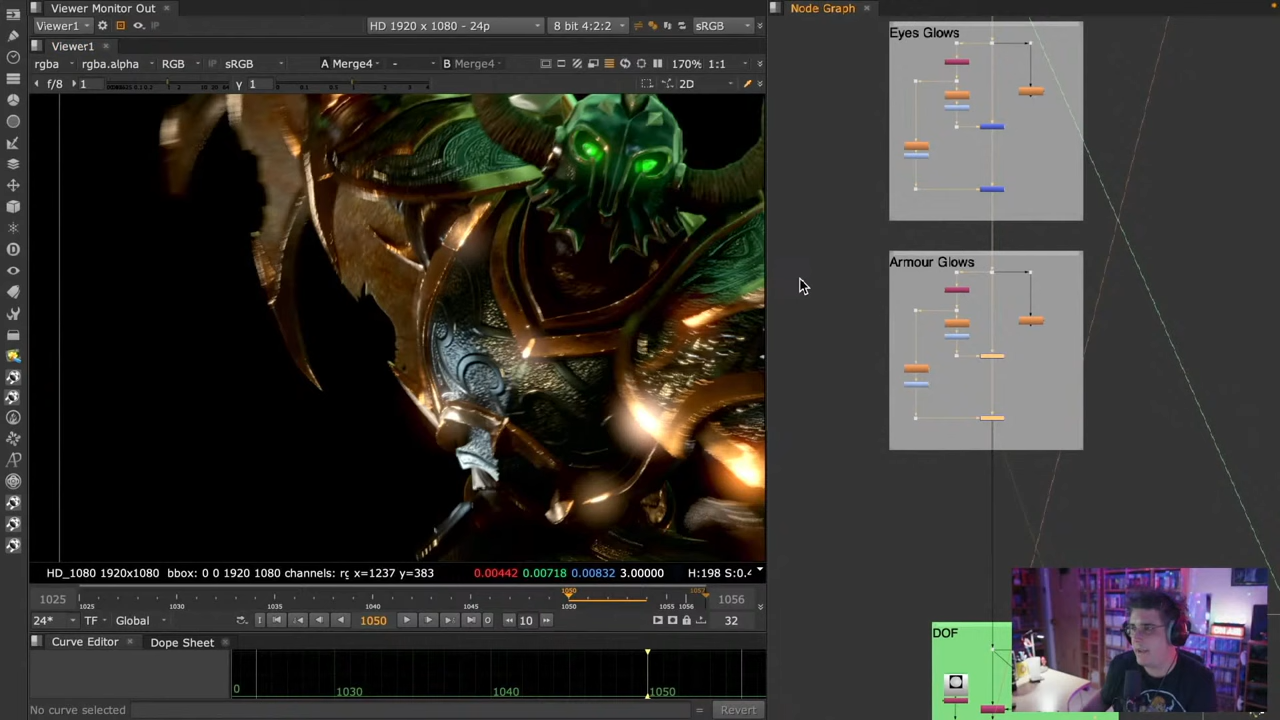 Viewer Monitor Out
Viewer1
HD 1920 x 1080 - 24p
8 bit 4:2:2
sRGB
Viewer1
rgba
rgba.alpha
RGB
IP
sRGB
A Merge4
-
B Merge4
170%
1:1
f/8
1
Y
1
2D
HD_1080 1920x1080 bbox: 0 0 1920 1080 channels: rg x=1237 y=383
0.00442
0.00718
0.00832
3.00000
H:198 S:0.4
1025
1025
1030
1035
1040
1045
1050
1055
1056
1057
1056
24*
TF
Global
1050
10
32
Curve Editor
Dope Sheet
0
1030
1040
1050
No curve selected
=
Revert
Node Graph
Eyes Glows
Armour Glows
DOF